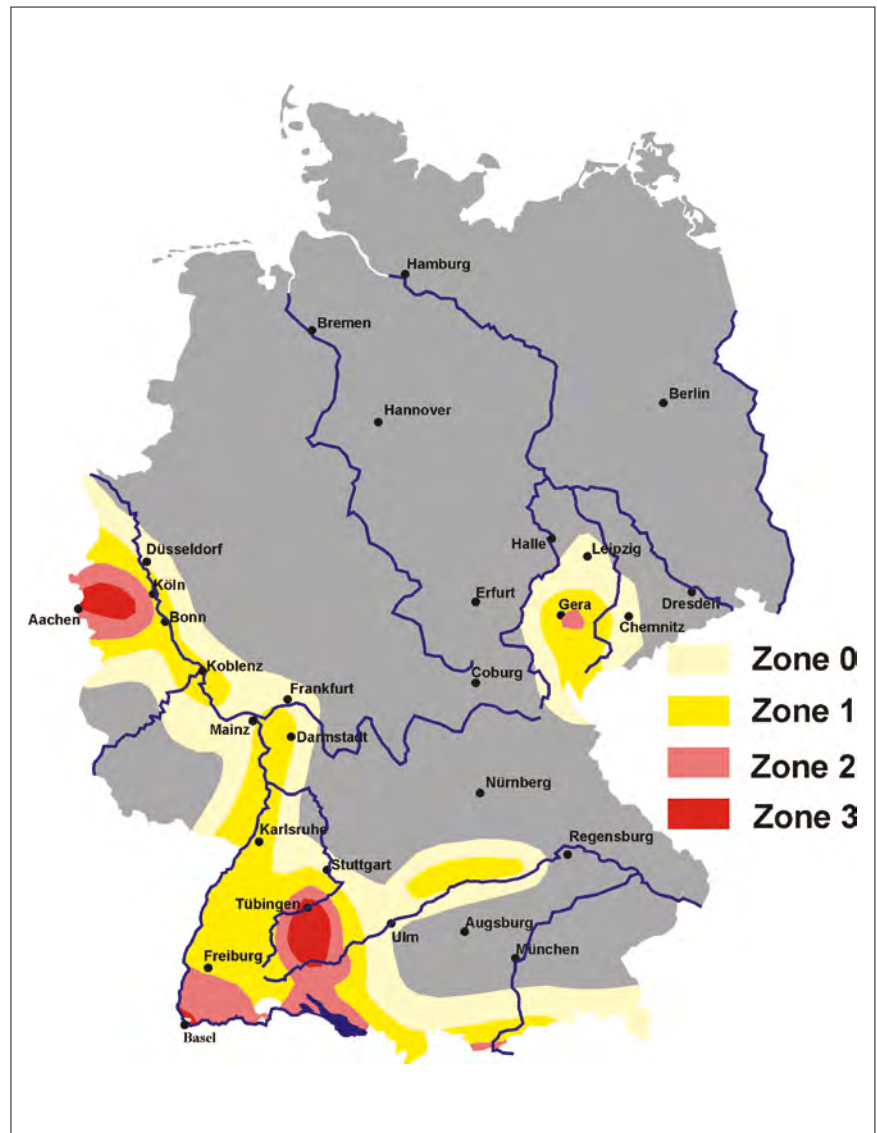 Hamburg
Bremen
Berlin
Hannover
Düsseldorf
Halle
Leipzig
Köln
Erfurt
Gera
Dresden
Aachen
Bonn
Chemnitz
Koblenz
Coburg
Zone 0
Frankfurt
Zone 1
Mainz
Darmstadt
Zone 2
Nürnberg
Zone 3
Karlsruhe
Regensburg
Stuttgart
Tübingen
Augsburg
Ulm
Freiburg
München
Basel